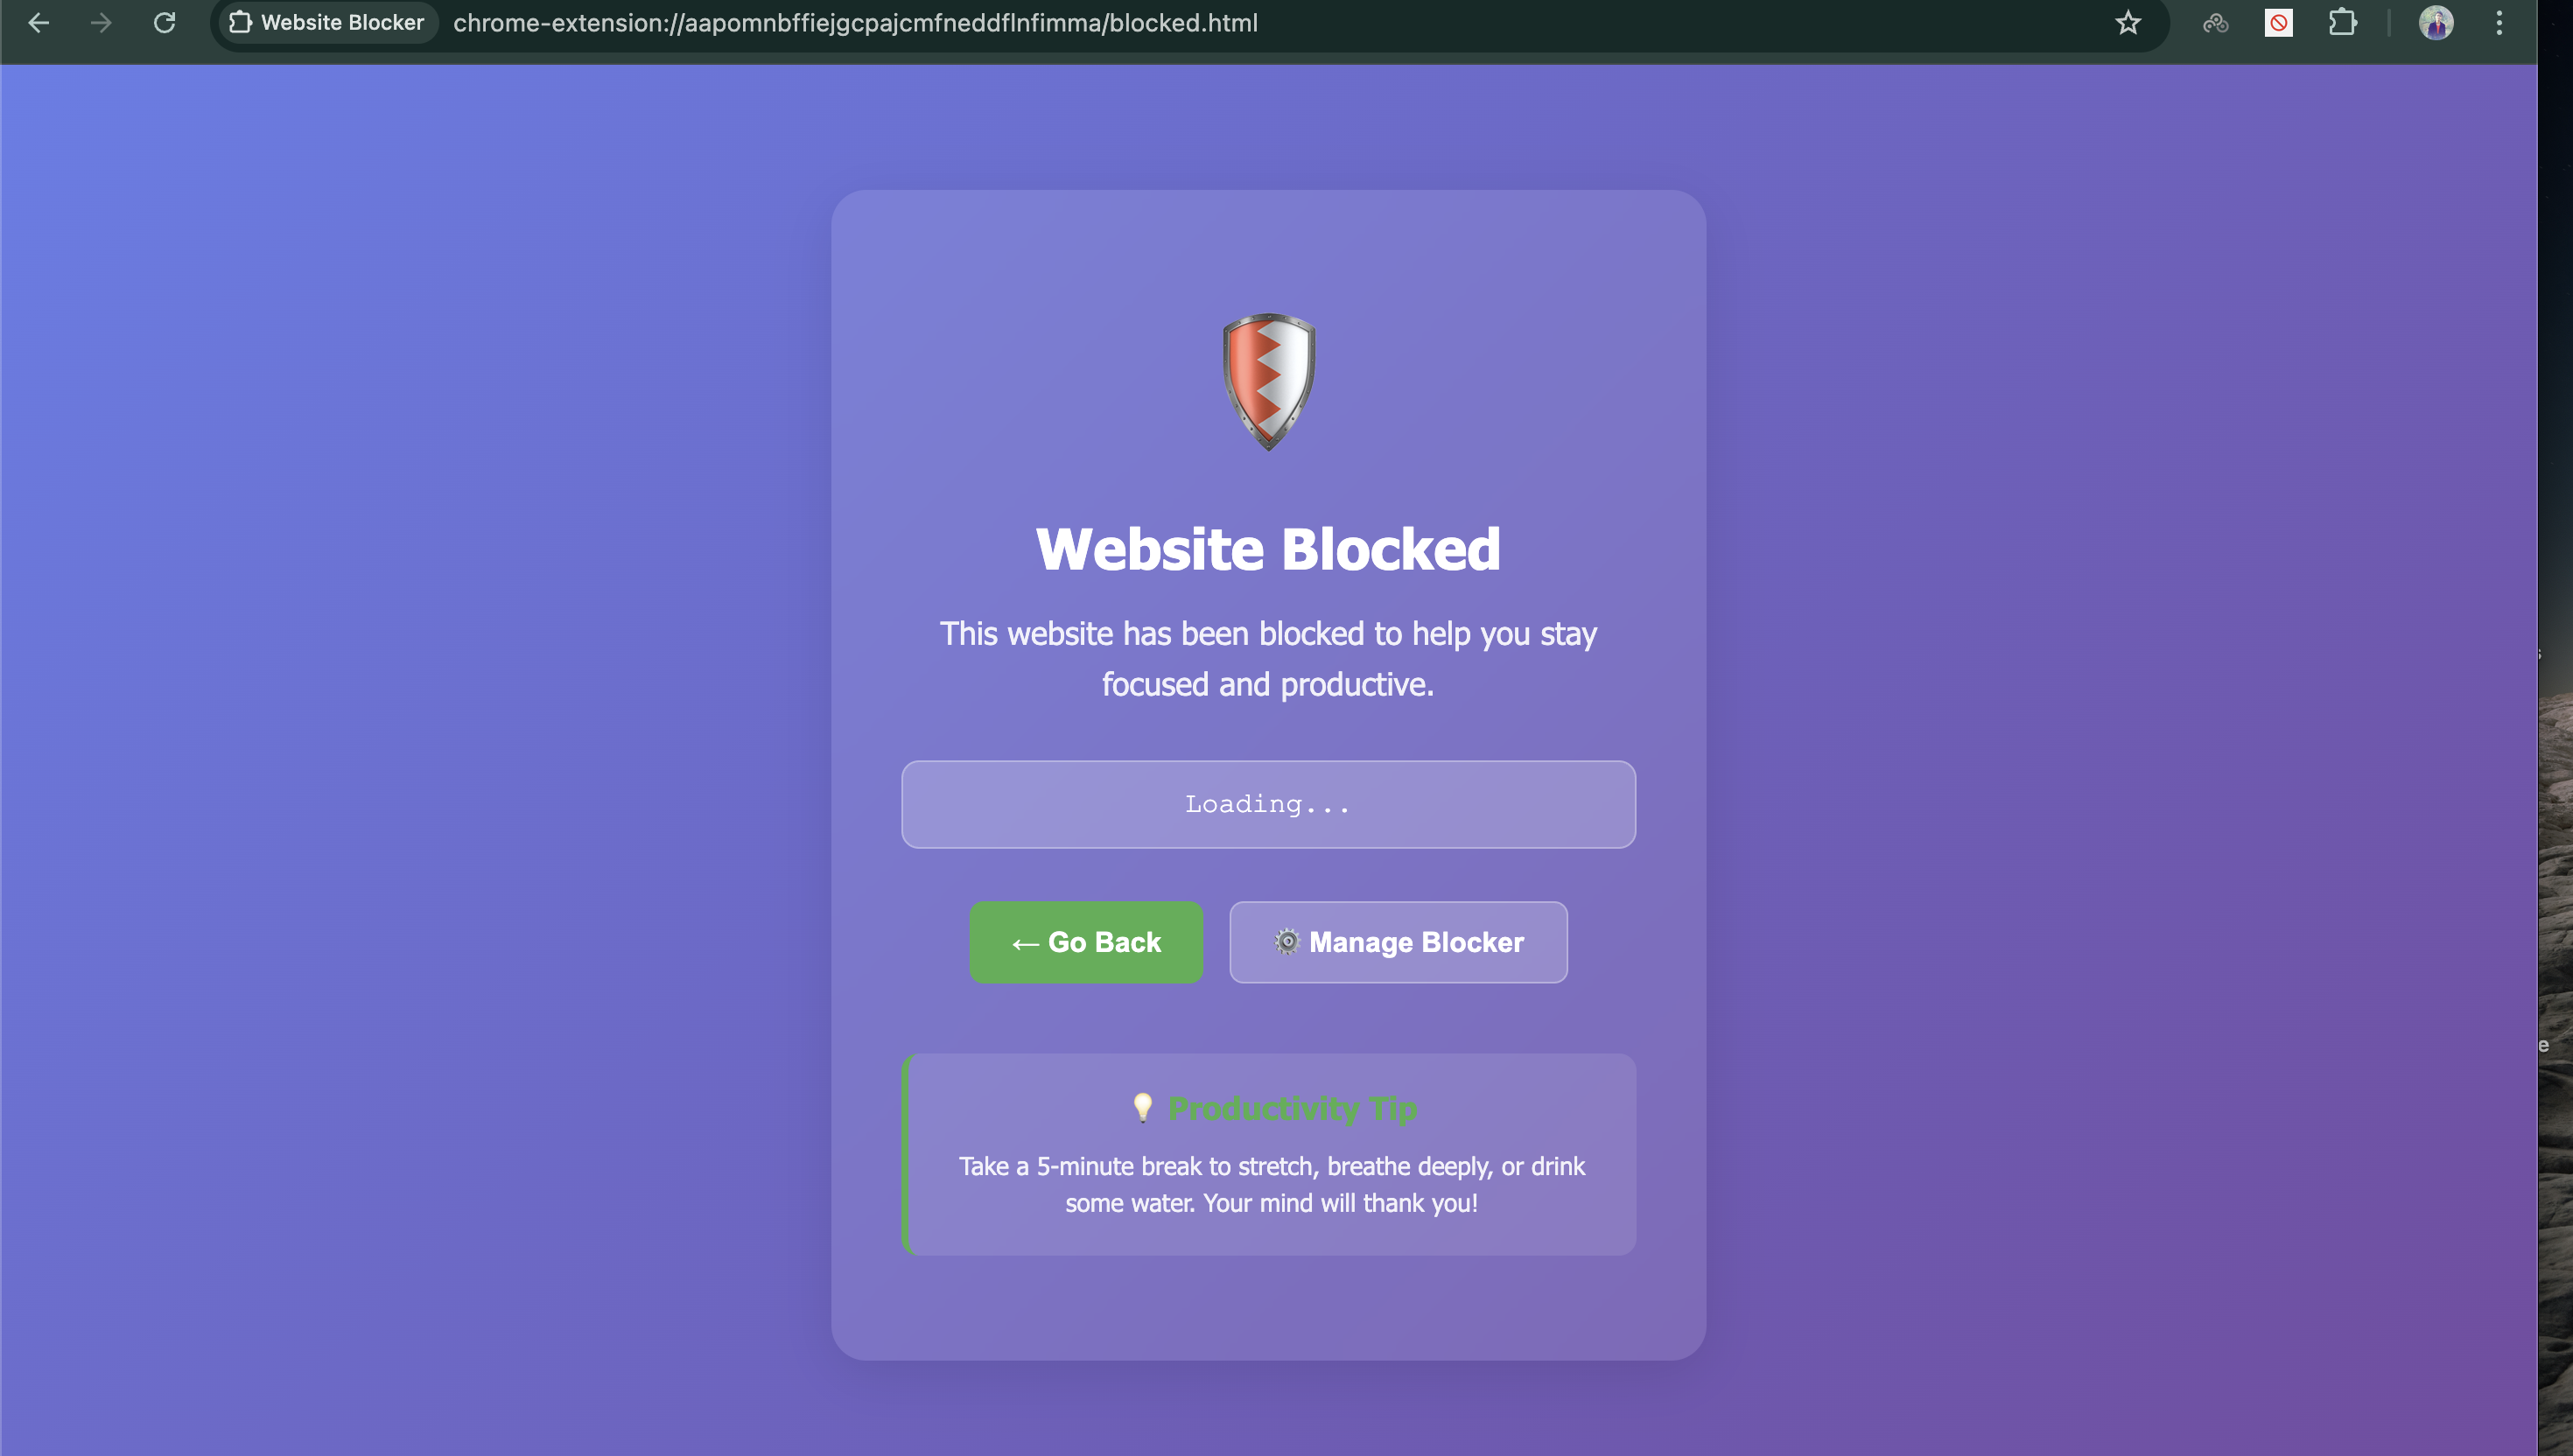 Website Blocker
chrome-extension://aapomnbffiejgcpajcmfneddflnfimma/blocked.html
Website Blocked
This website has been blocked to help you stay
focused and productive.
Loading...
← Go Back
⚙ Manage Blocker
💡 Productivity Tip
Take a 5-minute break to stretch, breathe deeply, or drink
some water. Your mind will thank you!